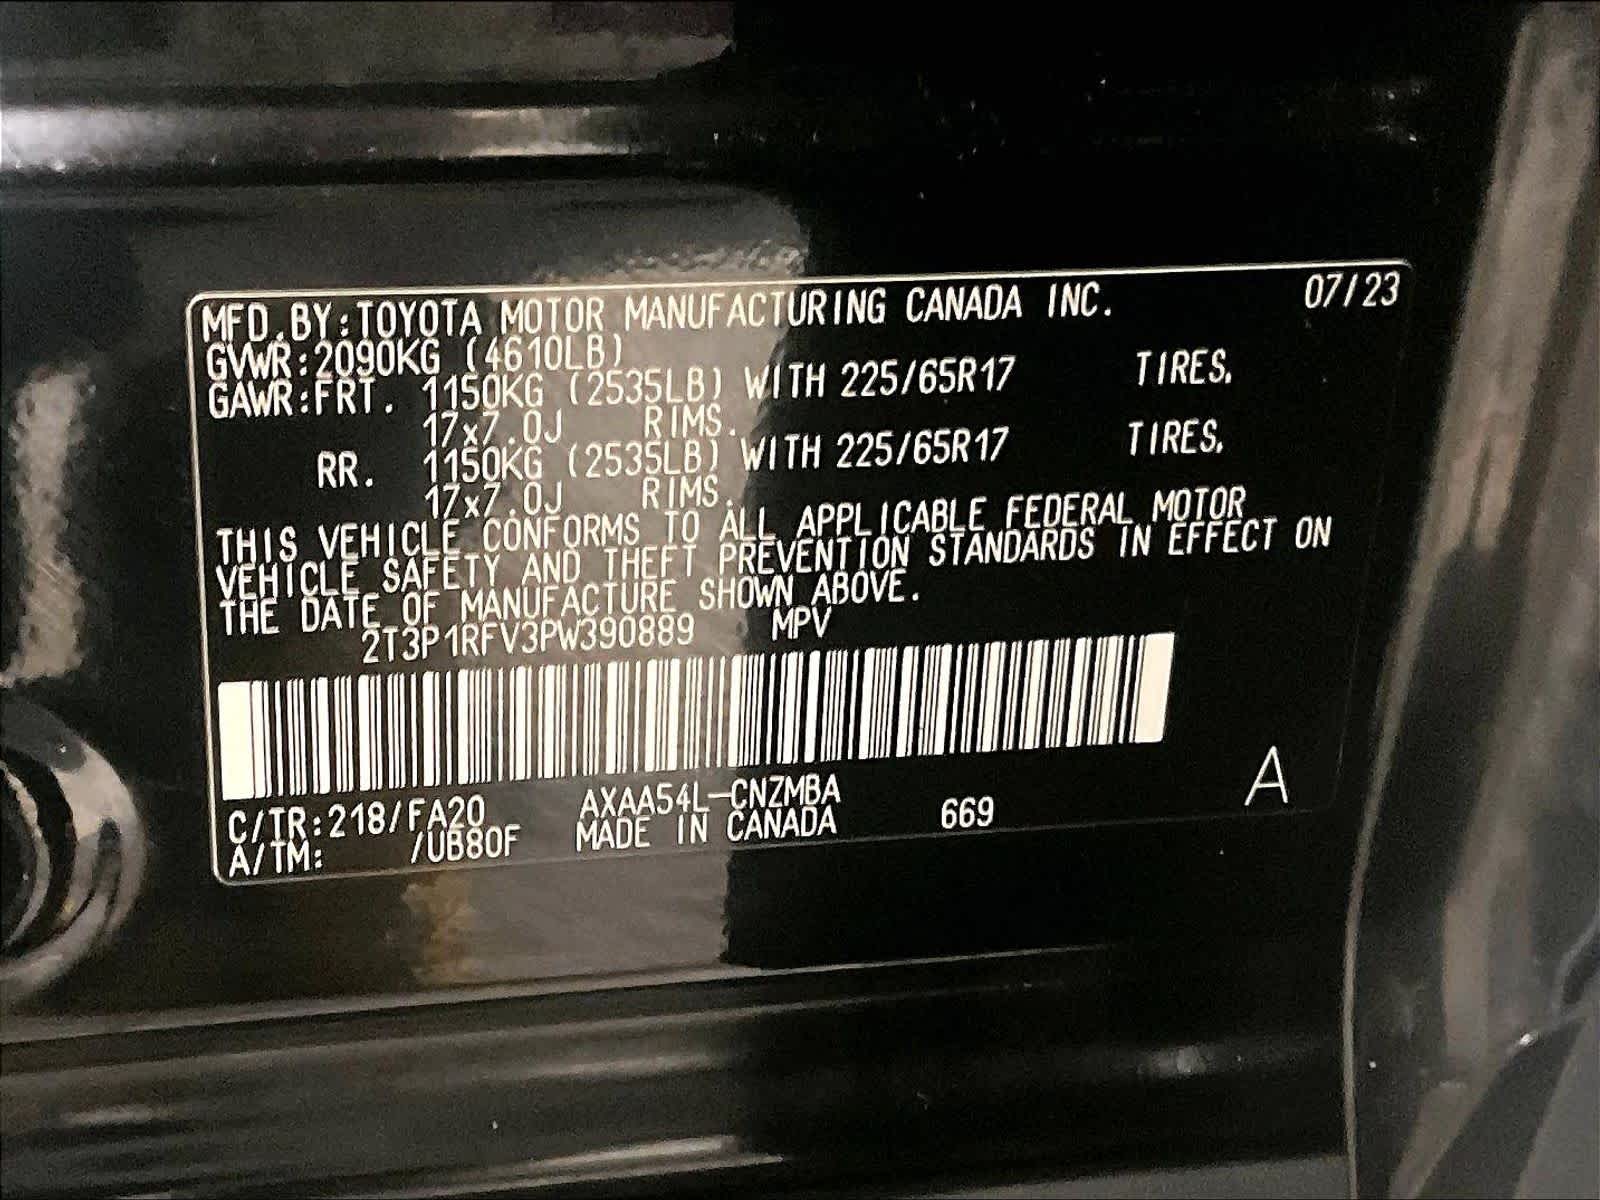 MFD.BY:TOYOTA MOTOR MANUFACTURING CANADA INC. 07/23
GVWR:2090KG (4610LB)
GAWR:FRT. 1150KG (2535LB) WITH 225/65R17 TIRES,
17x7.0J RIMS.
RR. 1150KG (2535LB) WITH 225/65R17 TIRES,
17x7.0J RIMS.
THIS VEHICLE CONFORMS TO ALL APPLICABLE FEDERAL MOTOR
VEHICLE SAFETY AND THEFT PREVENTION STANDARDS IN EFFECT ON
THE DATE OF MANUFACTURE SHOWN ABOVE.
2T3P1RFV3PW390889 MPV
C/TR:218/FA20 AXAA54L-CNZMBA 669 A
A/TM: /UB80F MADE IN CANADA